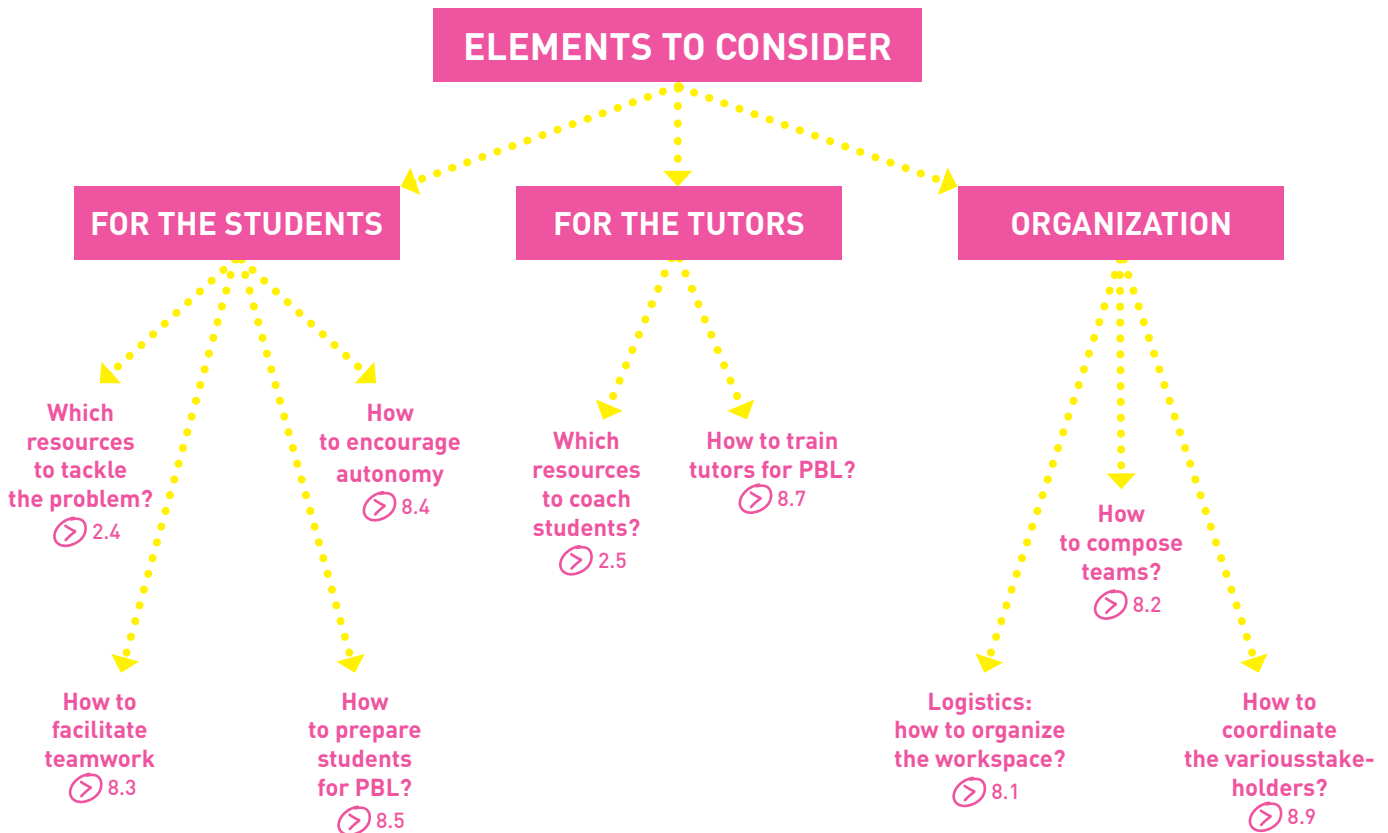 ELEMENTS TO CONSIDER
FOR THE STUDENTS
FOR THE TUTORS
ORGANIZATION
Which
resources
to tackle
the problem?
2.4
How
to encourage
autonomy
8.4
How to
facilitate
teamwork
8.3
How
to prepare
students
for PBL?
8.5
Which
resources
to coach
students?
2.5
How to train
tutors for PBL?
8.7
How
to compose
teams?
8.2
Logistics:
how to organize
the workspace?
8.1
How to
coordinate
the variousstake-
holders?
8.9